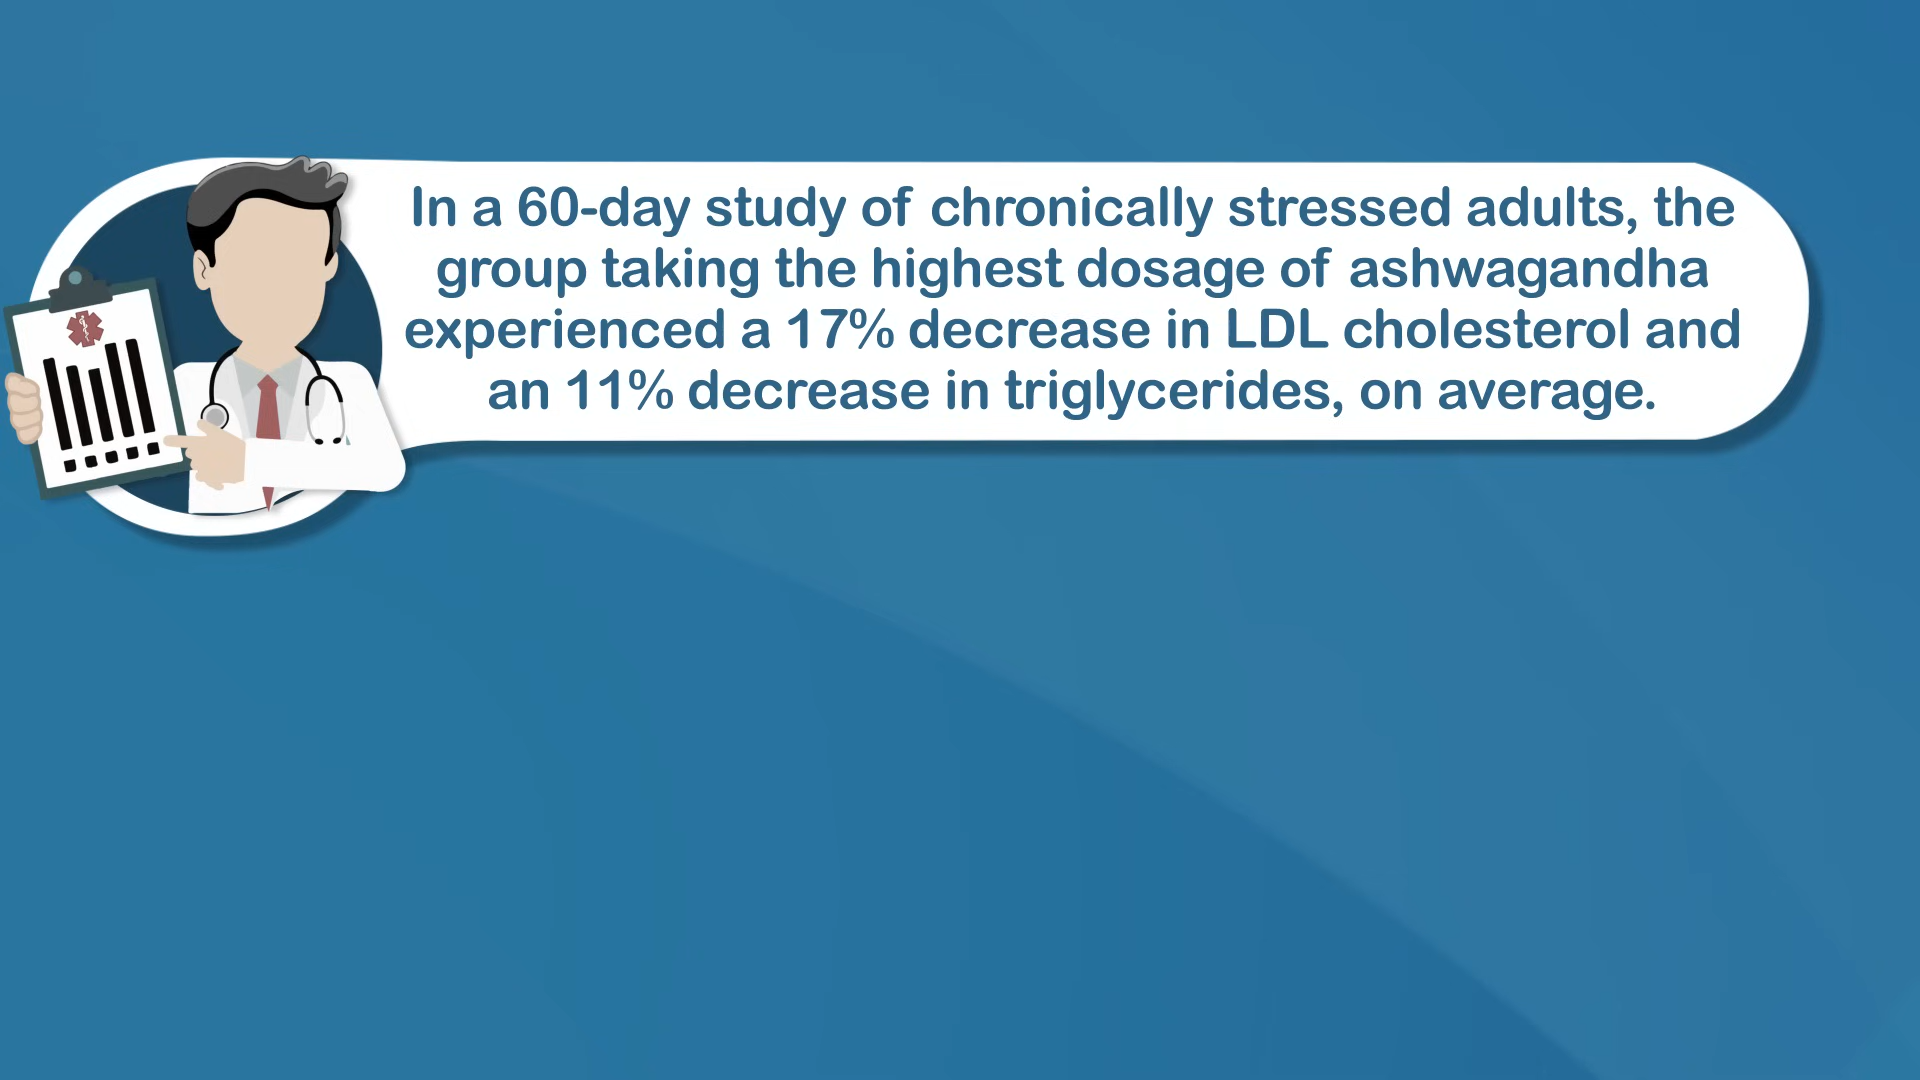 In a 60-day study of chronically stressed adults, the
group taking the highest dosage of ashwagandha
experienced a 17% decrease in LDL cholesterol and
an 11% decrease in triglycerides, on average.